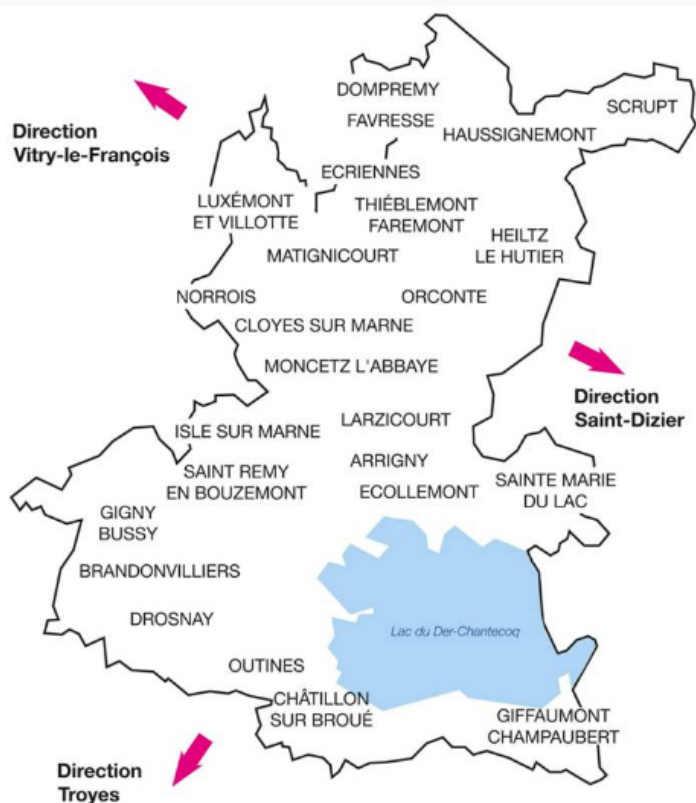 DOMPREMY
SCRUPT
FAVRESSE
HAUSSIGNEMONT
Direction
Vitry-le-François
ECRIENNES
LUXÉMONT
ET VILLOTTE
THIÉBLEMONT
FAREMONT
HEILTZ
LE HUTIER
MATIGNICOURT
NORROIS
ORCONTE
CLOYES SUR MARNE
MONCETZ L'ABBAYE
Direction
Saint-Dizier
LARZICOURT
ISLE SUR MARNE
ARRIGNY
SAINT REMY
EN BOUZEMONT
ECOLLEMONT
SAINTE MARIE
DU LAC
GIGNY
BUSSY
BRANDONVILLIERS
DROSNAY
Lac du Der-Chantecoq
OUTINES
CHÂTILLON
SUR BROUÉ
GIFFAUMONT
CHAMPAUBERT
Direction
Troyes